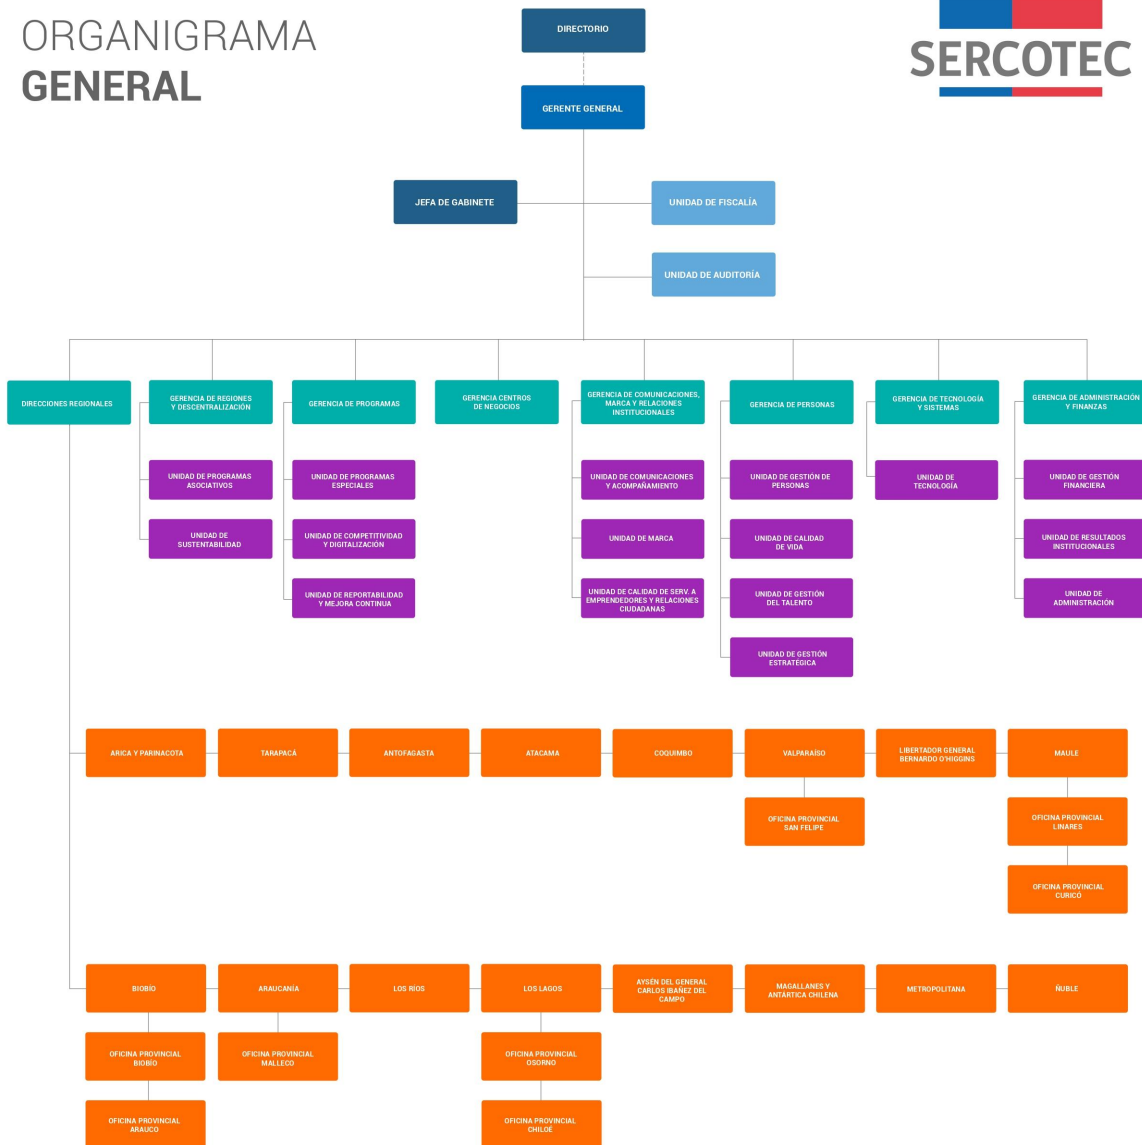 ORGANIGRAMA
GENERAL
DIRECTORIO
SERCOTEC
GERENTE GENERAL
JEFA DE GABINETE
UNIDAD DE FISCALÍA
UNIDAD DE AUDITORÍA
DIRECCIONES REGIONALES
GERENCIA DE REGIONES
Y DESCENTRALIZACIÓN
GERENCIA DE PROGRAMAS
GERENCIA CENTROS
DE NEGOCIOS
GERENCIA DE COMUNICACIONES,
MARCA Y RELACIONES
INSTITUCIONALES
GERENCIA DE PERSONAS
GERENCIA DE TECNOLOGÍA
Y SISTEMAS
GERENCIA DE ADMINISTRACIÓN
Y FINANZAS
UNIDAD DE PROGRAMAS
ASOCIATIVOS
UNIDAD DE PROGRAMAS
ESPECIALES
UNIDAD DE COMUNICACIONES
Y ACOMPAÑAMIENTO
UNIDAD DE GESTIÓN DE
PERSONAS
UNIDAD DE
TECNOLOGÍA
UNIDAD DE GESTIÓN
FINANCIERA
UNIDAD DE
SUSTENTABILIDAD
UNIDAD DE COMPETITIVIDAD
Y DIGITALIZACIÓN
UNIDAD DE MARCA
UNIDAD DE CALIDAD
DE VIDA
UNIDAD DE RESULTADOS
INSTITUCIONALES
UNIDAD DE REPORTABILIDAD
Y MEJORA CONTINUA
UNIDAD DE CALIDAD DE SERV. A
EMPRENDEDORES Y RELACIONES
CIUDADANAS
UNIDAD DE GESTIÓN
DEL TALENTO
UNIDAD DE
ADMINISTRACIÓN
UNIDAD DE GESTIÓN
ESTRATÉGICA
ARICA Y PARINACOTA
TARAPACÁ
ANTOFAGASTA
ATACAMA
COQUIMBO
VALPARAÍSO
LIBERTADOR GENERAL
BERNARDO O'HIGGINS
MAULE
OFICINA PROVINCIAL
SAN FELIPE
OFICINA PROVINCIAL
LINARES
OFICINA PROVINCIAL
CURICÓ
BIOBÍO
ARAUCANÍA
LOS RÍOS
LOS LAGOS
AYSÉN DEL GENERAL
CARLOS IBAÑEZ DEL
CAMPO
MAGALLANES Y
ANTÁRTICA CHILENA
METROPOLITANA
ÑUBLE
OFICINA PROVINCIAL
BIOBÍO
OFICINA PROVINCIAL
MALLECO
OFICINA PROVINCIAL
OSORNO
OFICINA PROVINCIAL
ARAUCO
OFICINA PROVINCIAL
CHILOÉ